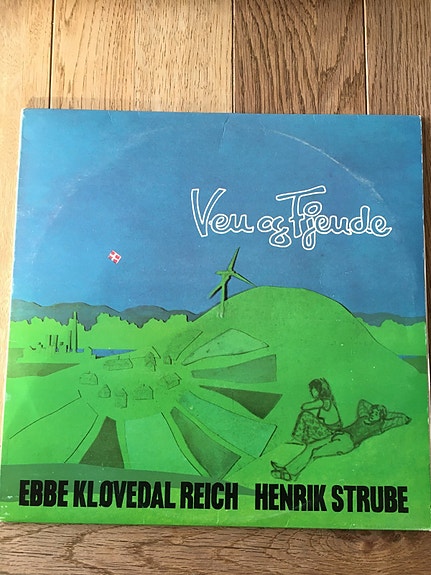 Ven og Fjende
EBBE KLØVEDAL REICH HENRIK STRUBE